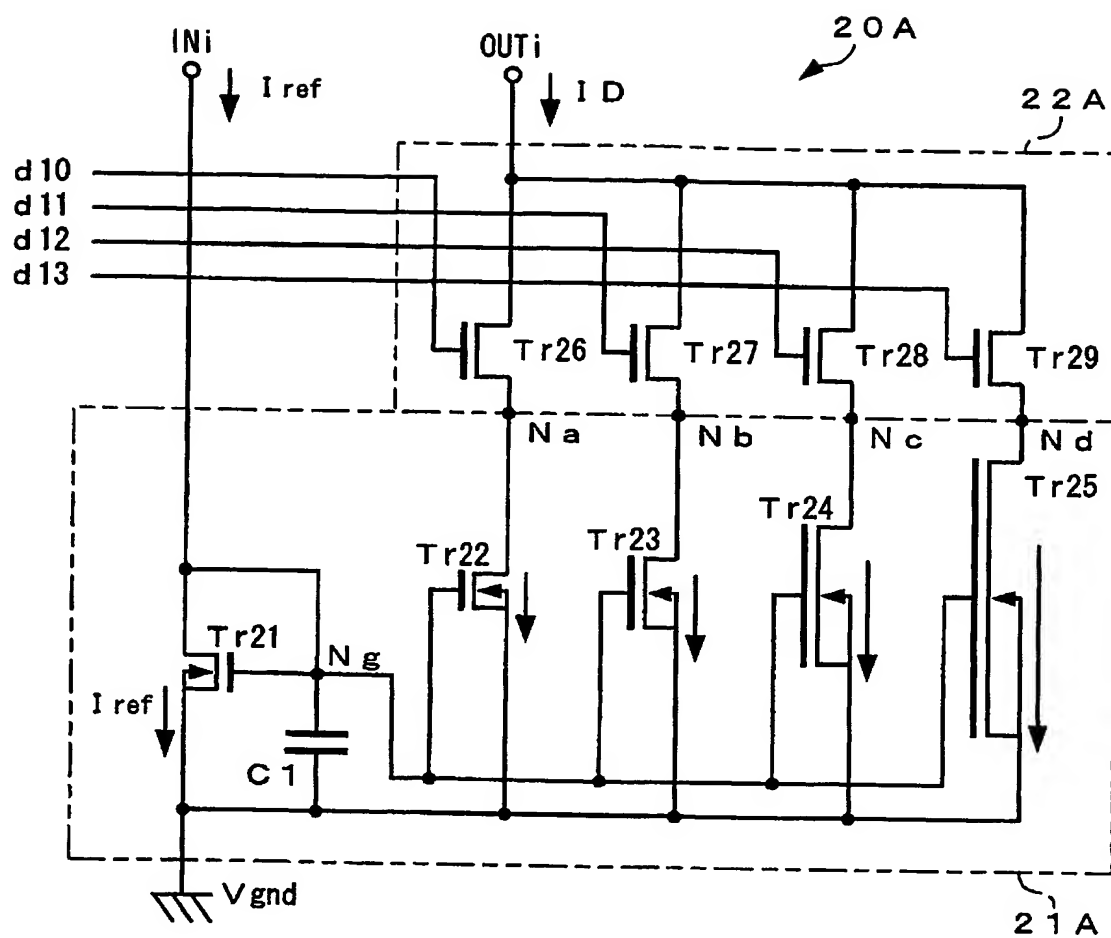 20A
INi
OUTi
Iref
ID
22A
d10
d11
d12
d13
Tr26
Tr27
Tr28
Tr29
Na
Nb
Nc
Nd
Tr25
Tr24
Tr23
Tr22
Tr21
Ng
Iref
C1
Vgnd
21A